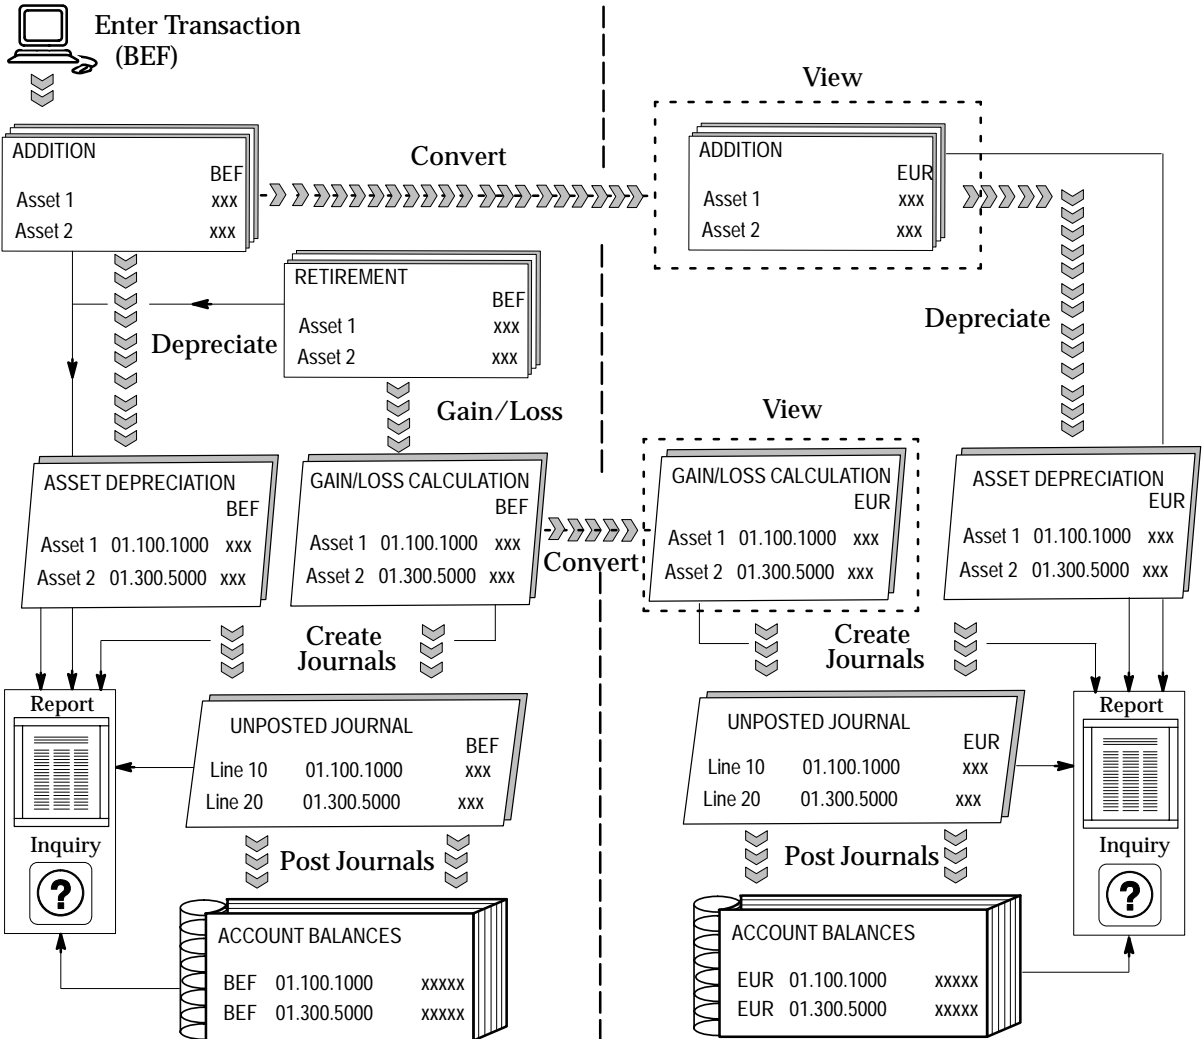 Enter Transaction
(BEF)
View
ADDITION
BEF
Asset 1 xxx
Asset 2 xxx
Convert
ADDITION
EUR
Asset 1 xxx
Asset 2 xxx
RETIREMENT
BEF
Asset 1 xxx
Asset 2 xxx
Depreciate
Depreciate
Gain/Loss
View
ASSET DEPRECIATION
BEF
Asset 1 01.100.1000 xxx
Asset 2 01.300.5000 xxx
GAIN/LOSS CALCULATION
BEF
Asset 1 01.100.1000 xxx
Asset 2 01.300.5000 xxx
Convert
GAIN/LOSS CALCULATION
EUR
Asset 1 01.100.1000 xxx
Asset 2 01.300.5000 xxx
ASSET DEPRECIATION
EUR
Asset 1 01.100.1000 xxx
Asset 2 01.300.5000 xxx
Create
Journals
Create
Journals
Report
UNPOSTED JOURNAL
BEF
Line 10 01.100.1000 xxx
Line 20 01.300.5000 xxx
UNPOSTED JOURNAL
EUR
Line 10 01.100.1000 xxx
Line 20 01.300.5000 xxx
Report
Inquiry
?
Post Journals
Post Journals
Inquiry
?
ACCOUNT BALANCES
BEF 01.100.1000 xxxxx
BEF 01.300.5000 xxxxx
ACCOUNT BALANCES
EUR 01.100.1000 xxxxx
EUR 01.300.5000 xxxxx